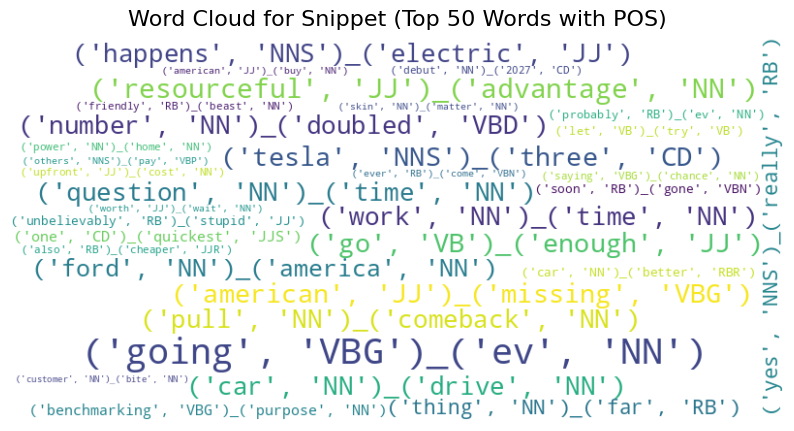 Word Cloud for Snippet (Top 50 Words with POS)
('happens', 'NNS')_('electric', 'JJ')
('american', 'JJ')_('buy', 'NN')
('debut', 'NN')_('2027', 'CD')
('resourceful', 'JJ')_('advantage', 'NN')
('friendly', 'RB')_('beast', 'NN')
('skin', 'NN')_('matter', 'NN')
('probably', 'RB')_('ev', 'NN')
('number', 'NN')_('doubled', 'VBD')
('let', 'VB')_('try', 'VB')
('power', 'NN')_('home', 'NN')
('others', 'NNS')_('pay', 'VBP')
('tesla', 'NNS')_('three', 'CD')
('upfront', 'JJ')_('cost', 'NN')
('ever', 'RB')_('come', 'VBN')
('saying', 'VBG')_('chance', 'NN')
('question', 'NN')_('time', 'NN')
('soon', 'RB')_('gone', 'VBN')
('worth', 'JJ')_('wait', 'NN')
('unbelievably', 'RB')_('stupid', 'JJ')
('work', 'NN')_('time', 'NN')
('one', 'CD')_('quickest', 'JJS')
('also', 'RB')_('cheaper', 'JJR')
('go', 'VB')_('enough', 'JJ')
('ford', 'NN')_('america', 'NN')
('car', 'NN')_('better', 'RBR')
('american', 'JJ')_('missing', 'VBG')
('pull', 'NN')_('comeback', 'NN')
('going', 'VBG')_('ev', 'NN')
('customer', 'NN')_('bite', 'NN')
('car', 'NN')_('drive', 'NN')
('benchmarking', 'VBG')_('purpose', 'NN')
('thing', 'NN')_('far', 'RB')
('yes', 'NNS')_('really', 'RB')